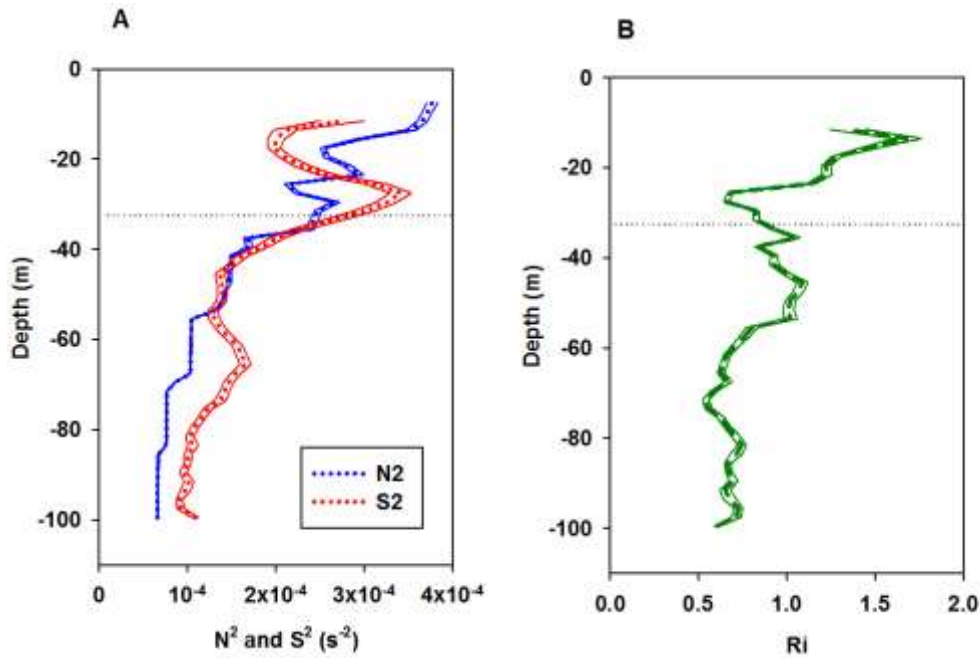 A
0
-20
-40
-60
-80
-100
Depth (m)
N2
S2
0
10⁻⁴
2x10⁻⁴
3x10⁻⁴
4x10⁻⁴
N² and S² (s⁻²)
B
0
-20
-40
-60
-80
-100
Depth (m)
0.0
0.5
1.0
1.5
2.0
Ri